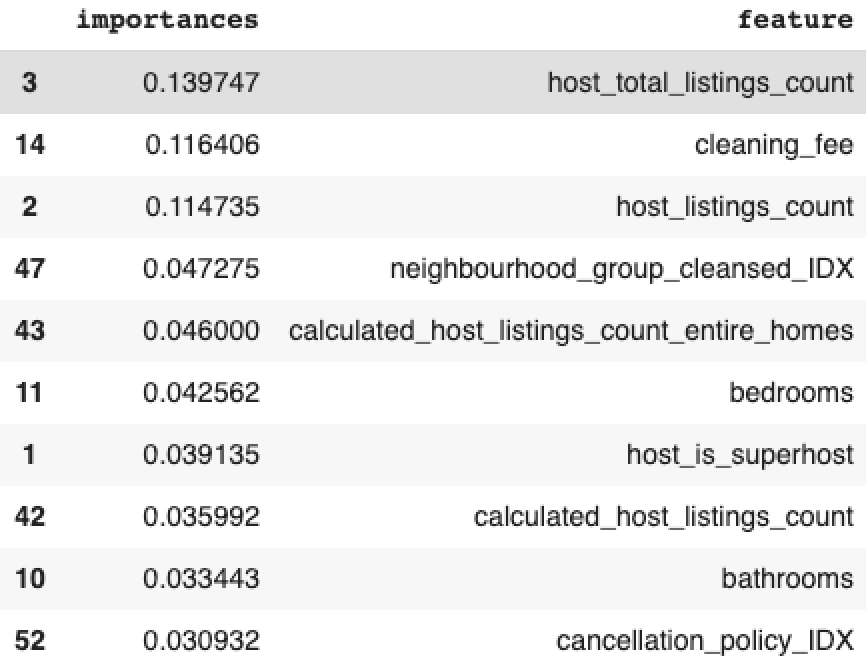 importances feature
3 0.139747 host_total_listings_count
14 0.116406 cleaning_fee
2 0.114735 host_listings_count
47 0.047275 neighbourhood_group_cleansed_IDX
43 0.046000 calculated_host_listings_count_entire_homes
11 0.042562 bedrooms
1 0.039135 host_is_superhost
42 0.035992 calculated_host_listings_count
10 0.033443 bathrooms
52 0.030932 cancellation_policy_IDX